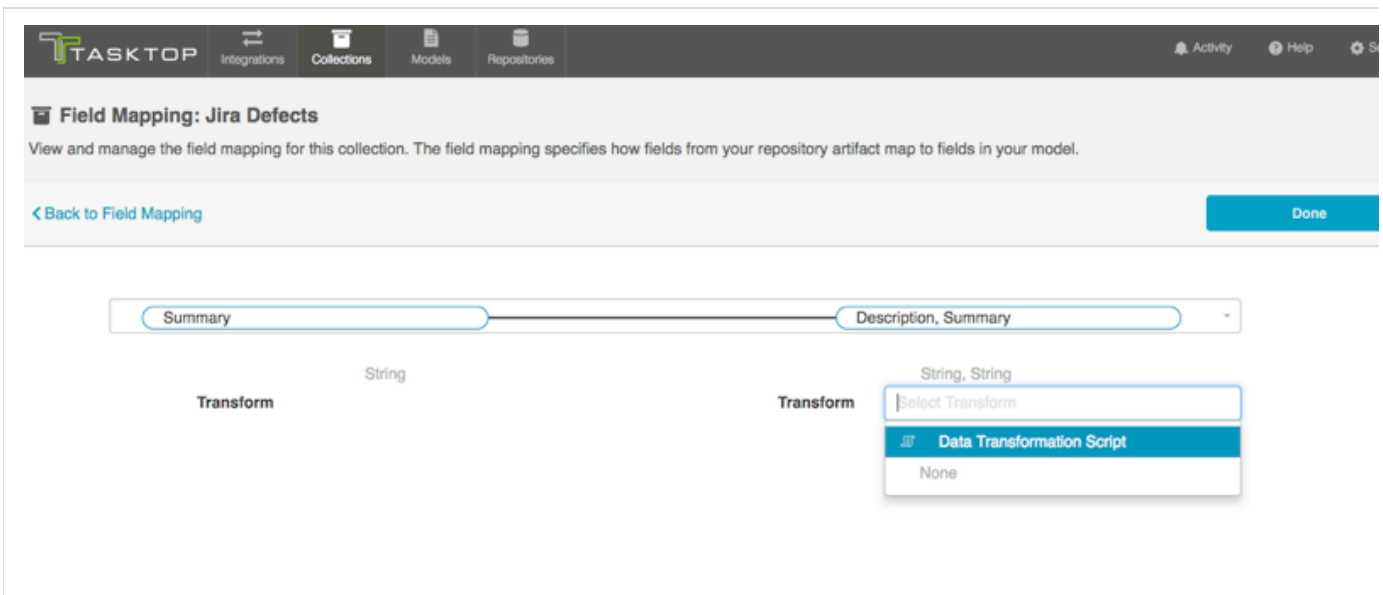 TASKTOP
Integrations
Collections
Models
Repositories
Activity
Help
Field Mapping: Jira Defects
View and manage the field mapping for this collection. The field mapping specifies how fields from your repository artifact map to fields in your model.
Back to Field Mapping
Done
Summary
Description, Summary
String
String, String
Transform
Transform
Select Transform
Data Transformation Script
None